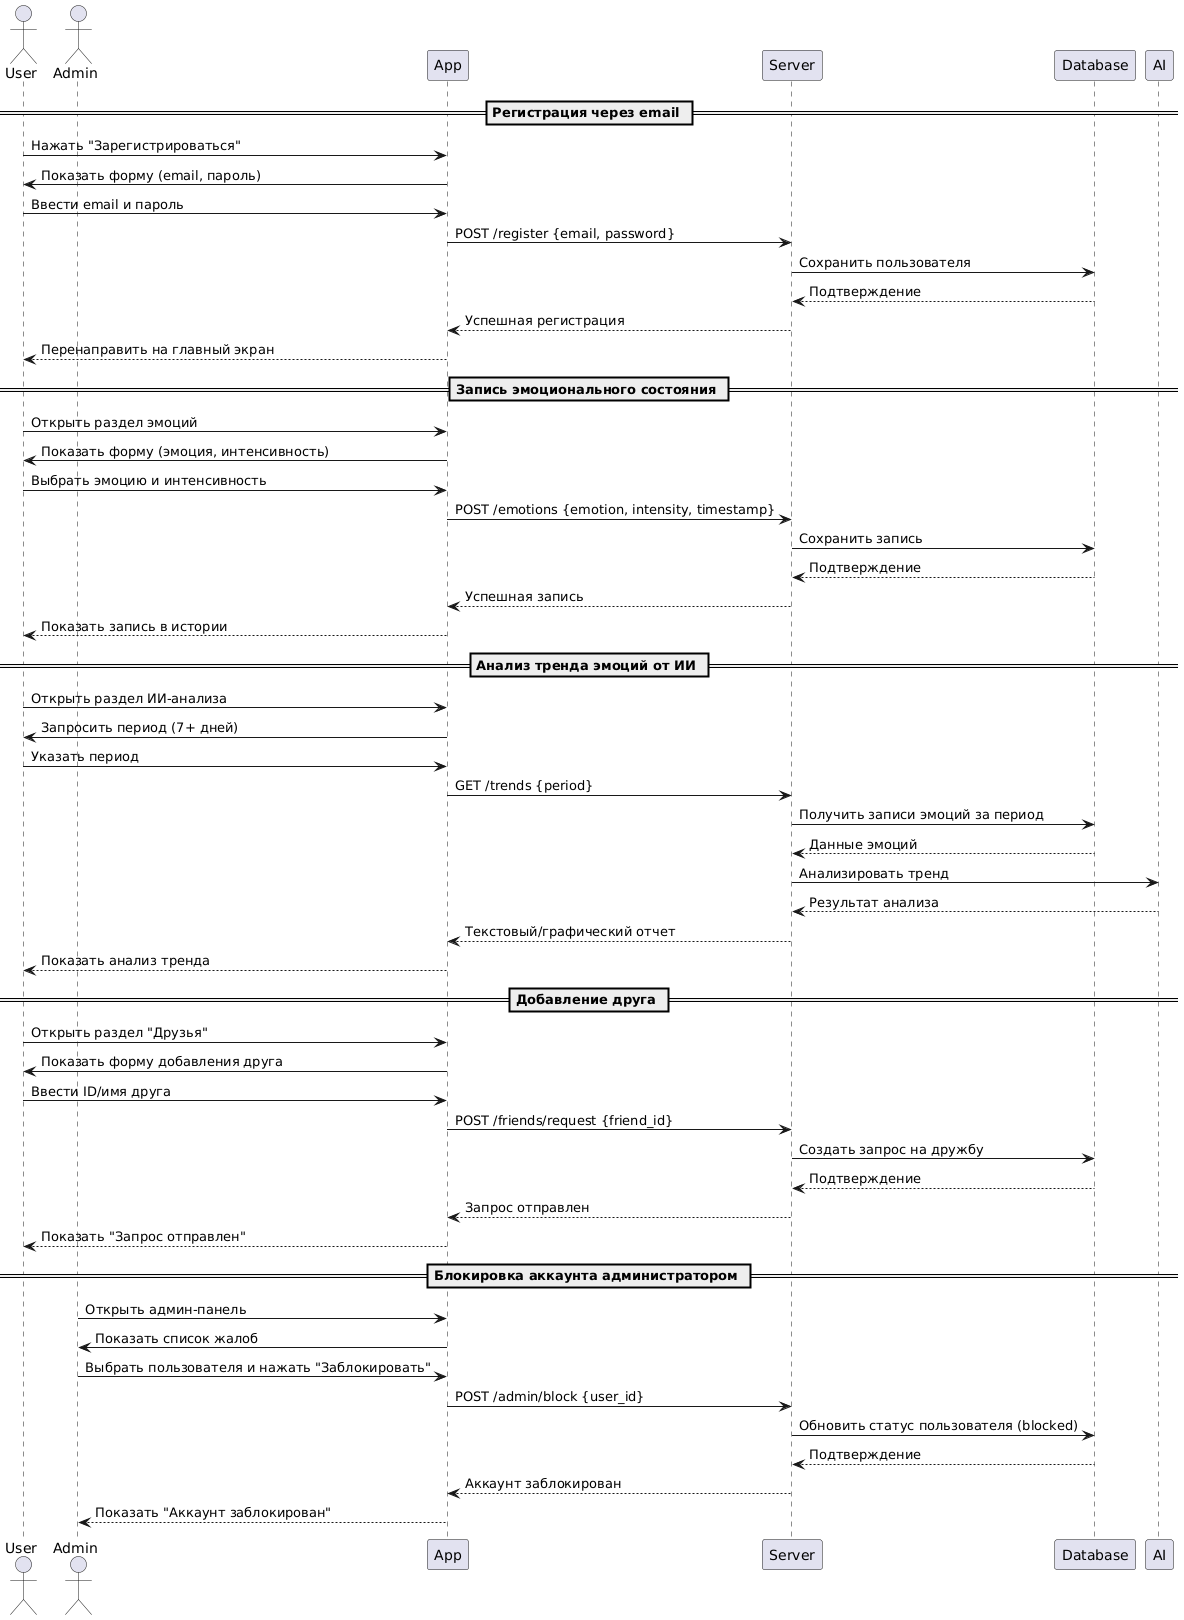 User
Admin
App
Server
Database
AI
Регистрация через email
Нажать "Зарегистрироваться"
Показать форму (email, пароль)
Ввести email и пароль
POST /register {email, password}
Сохранить пользователя
Подтверждение
Успешная регистрация
Перенаправить на главный экран
Запись эмоционального состояния
Открыть раздел эмоций
Показать форму (эмоция, интенсивность)
Выбрать эмоцию и интенсивность
POST /emotions {emotion, intensity, timestamp}
Сохранить запись
Подтверждение
Успешная запись
Показать запись в истории
Анализ тренда эмоций от ИИ
Открыть раздел ИИ-анализа
Запросить период (7+ дней)
Указать период
GET /trends {period}
Получить записи эмоций за период
Данные эмоций
Анализировать тренд
Результат анализа
Текстовый/графический отчет
Показать анализ тренда
Добавление друга
Открыть раздел "Друзья"
Показать форму добавления друга
Ввести ID/имя друга
POST /friends/request {friend_id}
Создать запрос на дружбу
Подтверждение
Запрос отправлен
Показать "Запрос отправлен"
Блокировка аккаунта администратором
Открыть админ-панель
Показать список жалоб
Выбрать пользователя и нажать "Заблокировать"
POST /admin/block {user_id}
Обновить статус пользователя (blocked)
Подтверждение
Аккаунт заблокирован
Показать "Аккаунт заблокирован"
User
Admin
App
Server
Database
AI